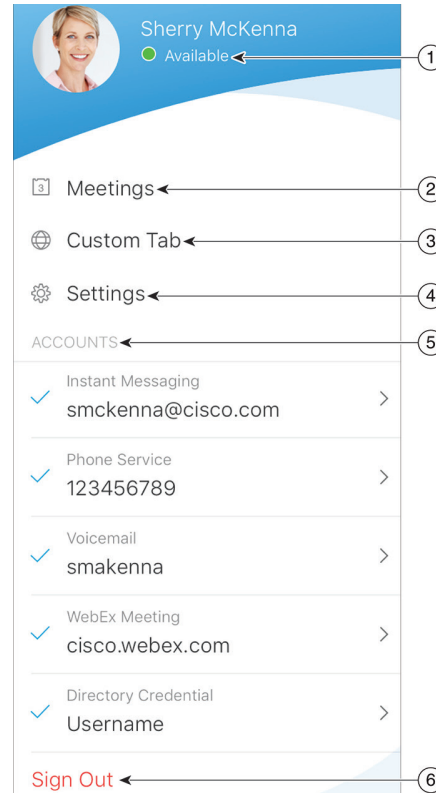 Sherry McKenna
Available
1
3
Meetings
2
Custom Tab
3
Settings
4
ACCOUNTS
5
Instant Messaging
smckenna@cisco.com
Phone Service
123456789
Voicemail
smakenna
WebEx Meeting
cisco.webex.com
Directory Credential
Username
Sign Out
6